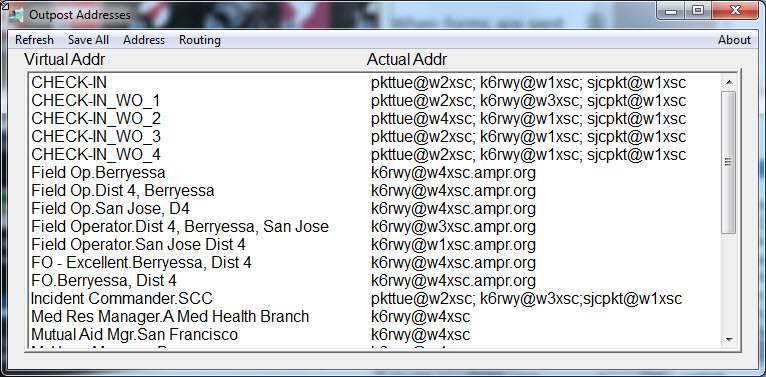 When forms are sent
Outpost Addresses
Refresh Save All Address Routing About
Virtual Addr Actual Addr
CHECK-IN pkttue@w2xsc; k6rwy@w1xsc; sjcpkt@w1xsc
CHECK-IN_WO_1 pkttue@w2xsc; k6rwy@w3xsc; sjcpkt@w1xsc
CHECK-IN_WO_2 pkttue@w4xsc; k6rwy@w1xsc; sjcpkt@w1xsc
CHECK-IN_WO_3 pkttue@w2xsc; k6rwy@w1xsc; sjcpkt@w1xsc
CHECK-IN_WO_4 pkttue@w2xsc; k6rwy@w1xsc; sjcpkt@w1xsc
Field Op.Berryessa k6rwy@w4xsc.ampr.org
Field Op.Dist 4, Berryessa k6rwy@w4xsc.ampr.org
Field Op.San Jose, D4 k6rwy@w4xsc.ampr.org
Field Operator.Dist 4, Berryessa, San Jose k6rwy@w3xsc.ampr.org
Field Operator.San Jose Dist 4 k6rwy@w1xsc.ampr.org
FO - Excellent.Berryessa, Dist 4 k6rwy@w4xsc.ampr.org
FO.Berryessa, Dist 4 k6rwy@w4xsc.ampr.org
Incident Commander.SCC pkttue@w2xsc; k6rwy@w3xsc;sjcpkt@w1xsc
Med Res Manager.A Med Health Branch k6rwy@w4xsc
Mutual Aid Mgr.San Francisco k6rwy@w4xsc